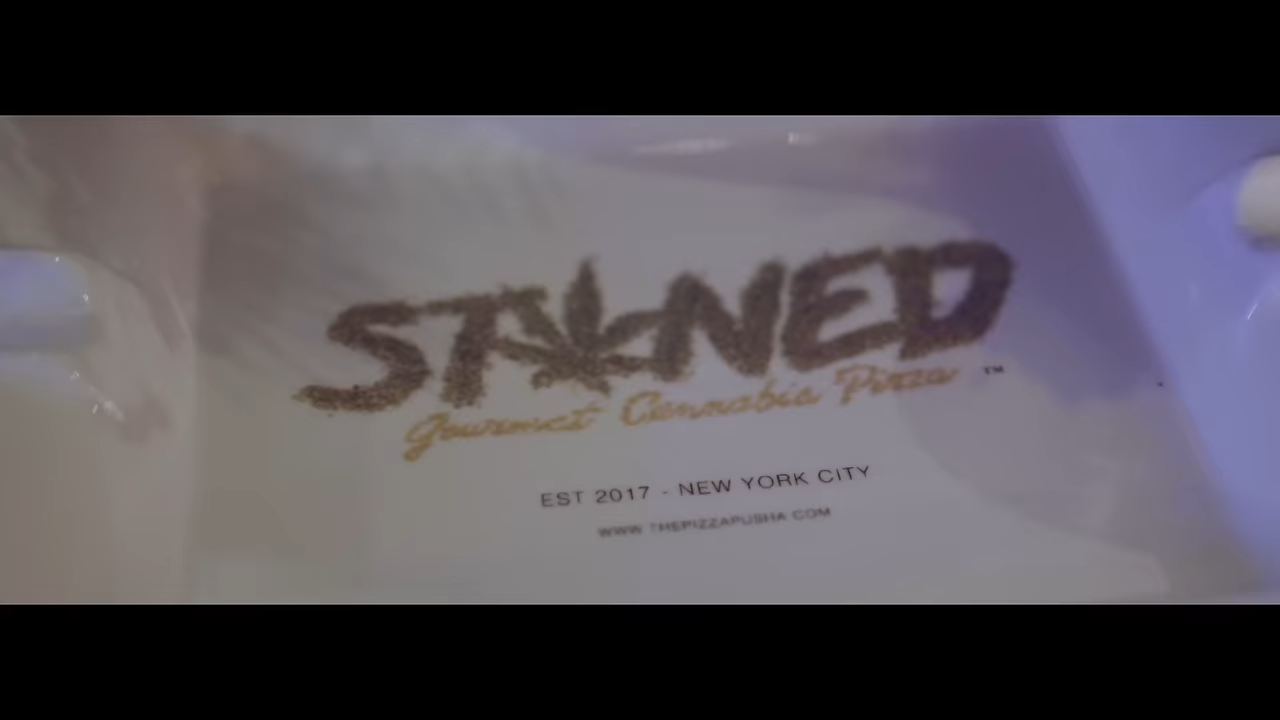 STONED
Gourmet Cannabis Pizza ™
EST 2017 - NEW YORK CITY
WWW.THEPIZZAPUSHA.COM